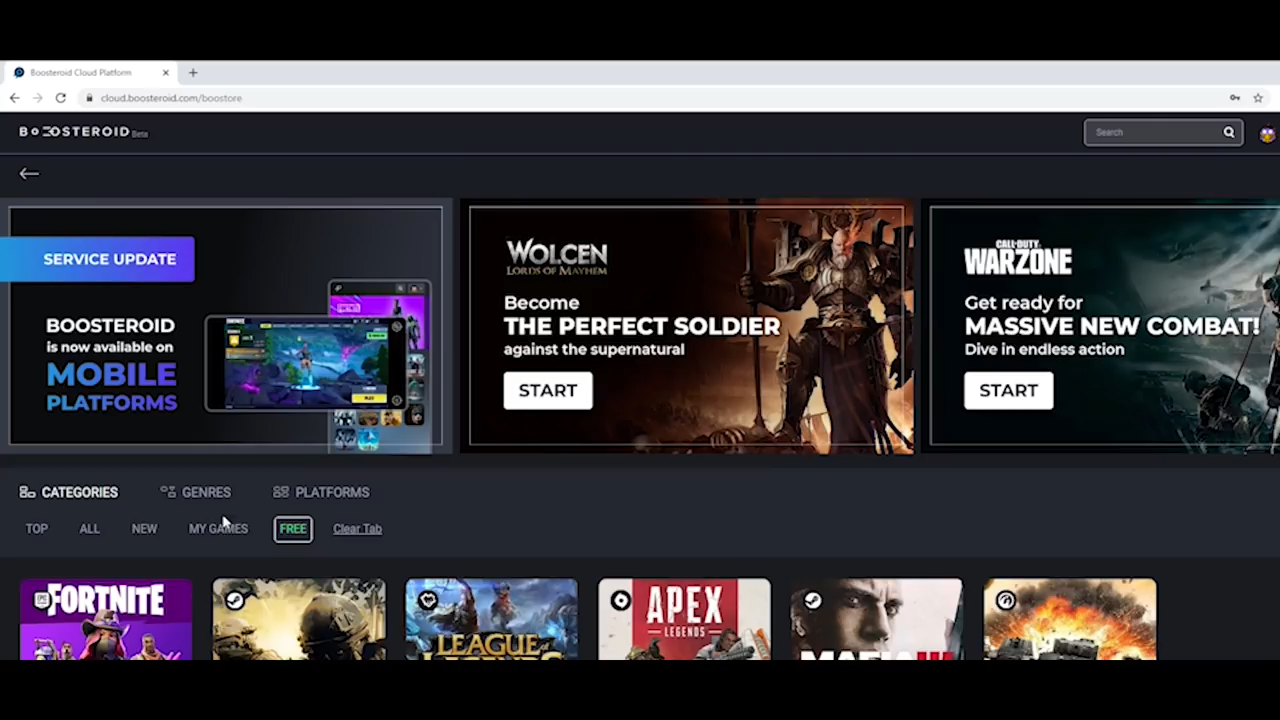 Boosteroid Cloud Platform
cloud.boosteroid.com/boostore
BOOSTEROID Beta
Search
SERVICE UPDATE
BOOSTEROID
is now available on
MOBILE
PLATFORMS
WOLCEN
LORDS OF MAYHEM
Become
THE PERFECT SOLDIER
against the supernatural
START
CALL OF DUTY
WARZONE
Get ready for
MASSIVE NEW COMBAT!
Dive in endless action
START
CATEGORIES GENRES PLATFORMS
TOP ALL NEW MY GAMES FREE Clear Tab
EPIC
FORTNITE
LEAGUE of
LEGENDS
APEX
LEGENDS
MAFIA III